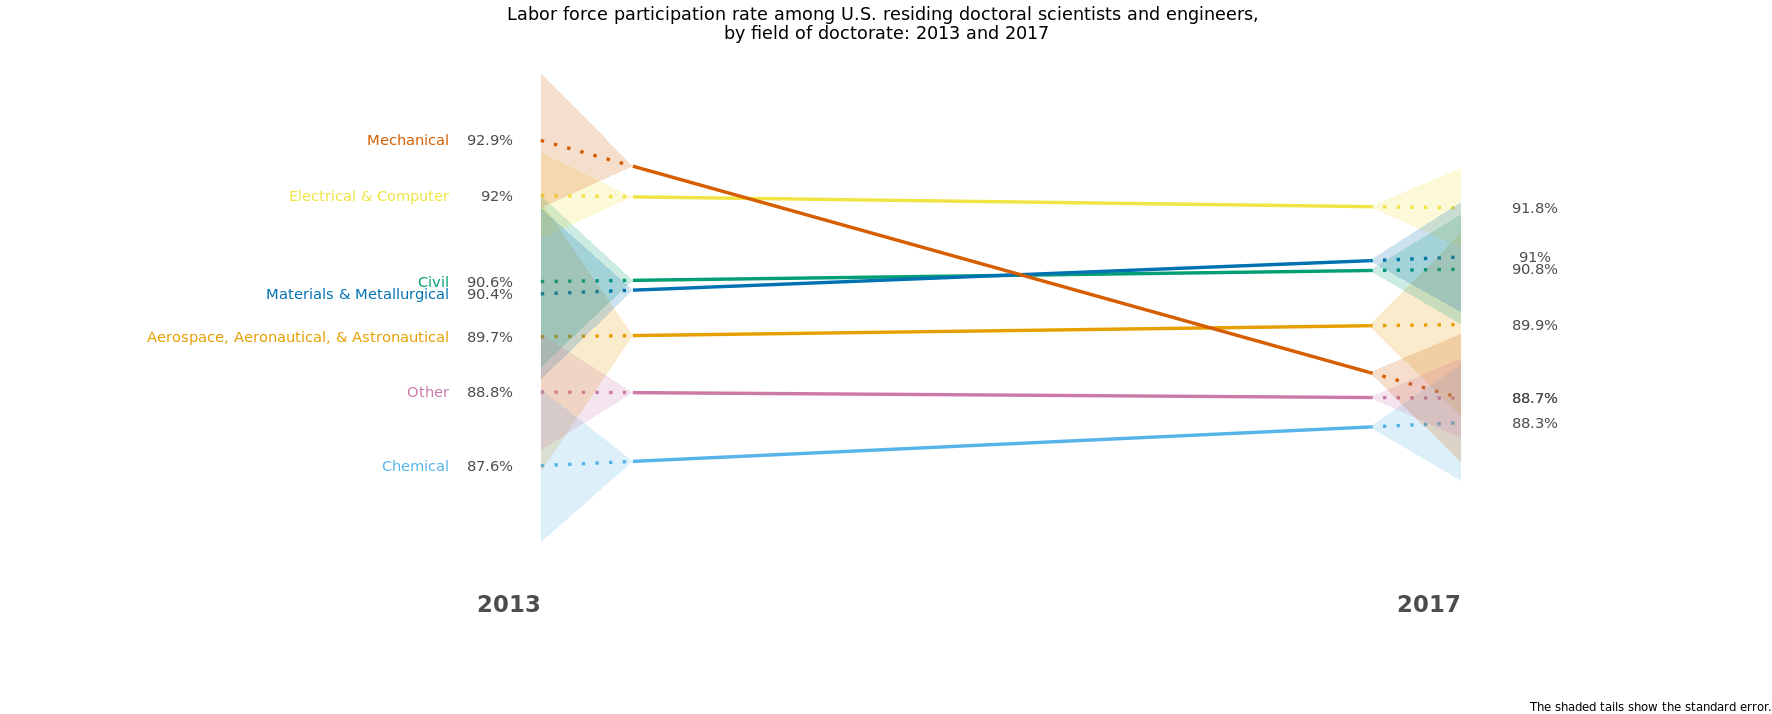 Labor force participation rate among U.S. residing doctoral scientists and engineers,
by field of doctorate: 2013 and 2017
Mechanical 92.9%
Electrical & Computer 92%
91.8%
91%
90.8%
Civil 90.6%
Materials & Metallurgical 90.4%
89.9%
Aerospace, Aeronautical, & Astronautical 89.7%
Other 88.8%
88.7%
88.3%
Chemical 87.6%
2013 2017
The shaded tails show the standard error.